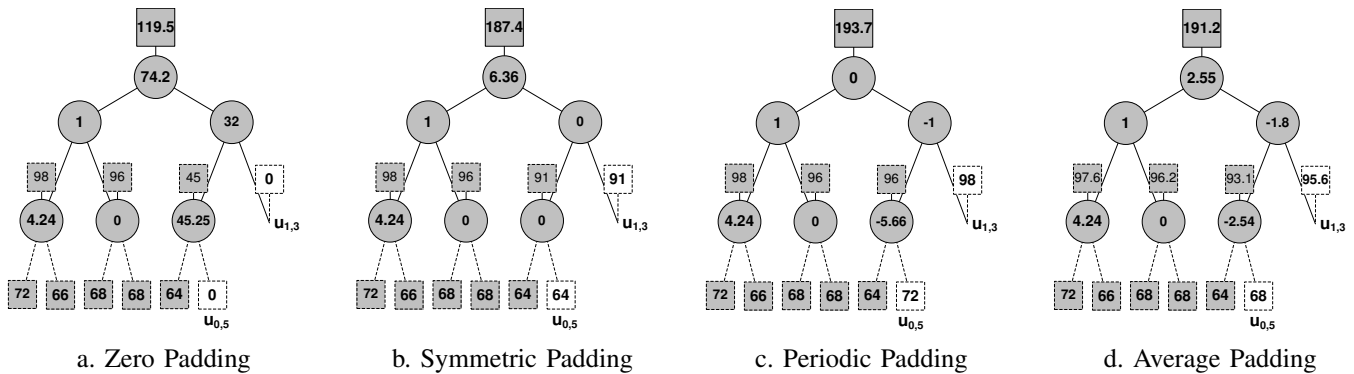 119.5
74.2
1 32
98 96 45 0
4.24 0 45.25 u1,3
72 66 68 68 64 0
u0,5
a. Zero Padding
187.4
6.36
1 0
98 96 91 91
4.24 0 0 u1,3
72 66 68 68 64 64
u0,5
b. Symmetric Padding
193.7
0
1 -1
98 96 96 98
4.24 0 -5.66 u1,3
72 66 68 68 64 72
u0,5
c. Periodic Padding
191.2
2.55
1 -1.8
97.6 96.2 93.1 95.6
4.24 0 -2.54 u1,3
72 66 68 68 64 68
u0,5
d. Average Padding